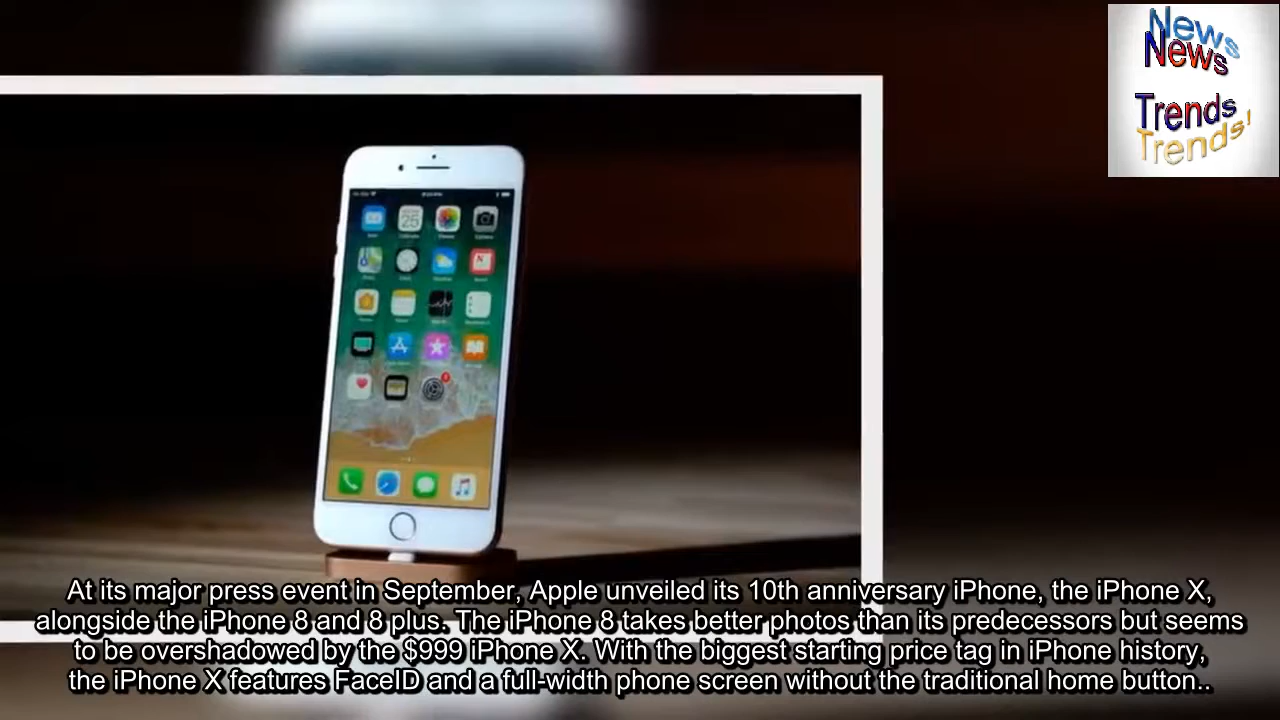 News
News
Trends
Trends!
25
At its major press event in September, Apple unveiled its 10th anniversary iPhone, the iPhone X,
alongside the iPhone 8 and 8 plus. The iPhone 8 takes better photos than its predecessors but seems
to be overshadowed by the $999 iPhone X. With the biggest starting price tag in iPhone history,
the iPhone X features FaceID and a full-width phone screen without the traditional home button..